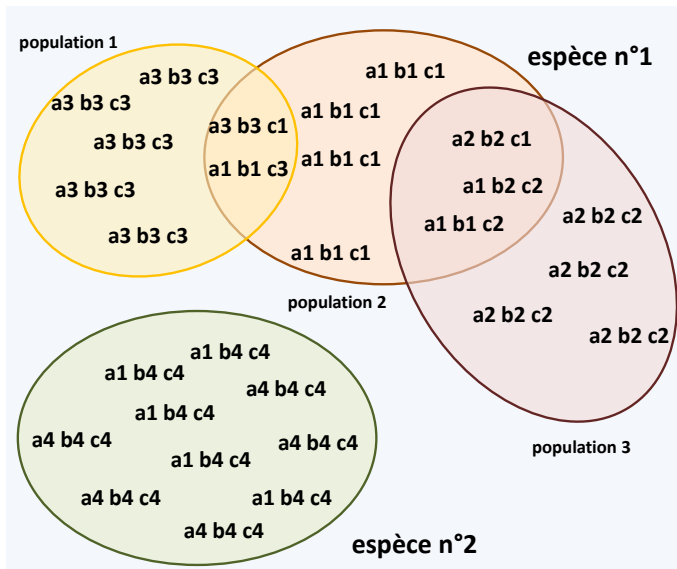 population 1
espèce n°1
a3 b3 c3
a3 b3 c3
a3 b3 c3
a3 b3 c3
a3 b3 c3
a3 b3 c1
a1 b1 c3
a1 b1 c1
a1 b1 c1
a1 b1 c1
a1 b1 c1
a2 b2 c1
a1 b2 c2
a1 b1 c2
a2 b2 c2
a2 b2 c2
a2 b2 c2
a2 b2 c2
population 2
population 3
a1 b4 c4
a1 b4 c4
a4 b4 c4
a1 b4 c4
a4 b4 c4
a4 b4 c4
a1 b4 c4
a4 b4 c4
a1 b4 c4
a4 b4 c4
espèce n°2